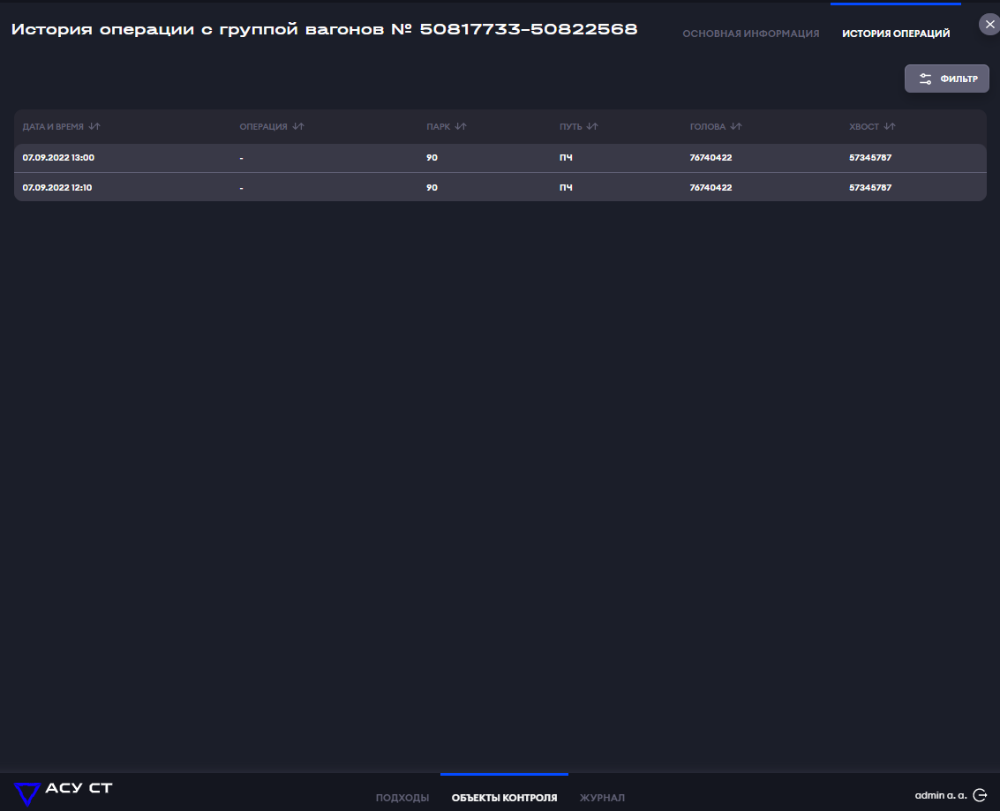 История операции с группой вагонов № 50817733-50822568
ОСНОВНАЯ ИНФОРМАЦИЯ ИСТОРИЯ ОПЕРАЦИЙ
ФИЛЬТР
ДАТА И ВРЕМЯ ОПЕРАЦИЯ ПАРК ПУТЬ ГОЛОВА ХВОСТ
07.09.2022 13:00 - 90 ПЧ 76740422 57345787
07.09.2022 12:10 - 90 ПЧ 76740422 57345787
АСУ СТ
ПОДХОДЫ ОБЪЕКТЫ КОНТРОЛЯ ЖУРНАЛ
admin a. a.